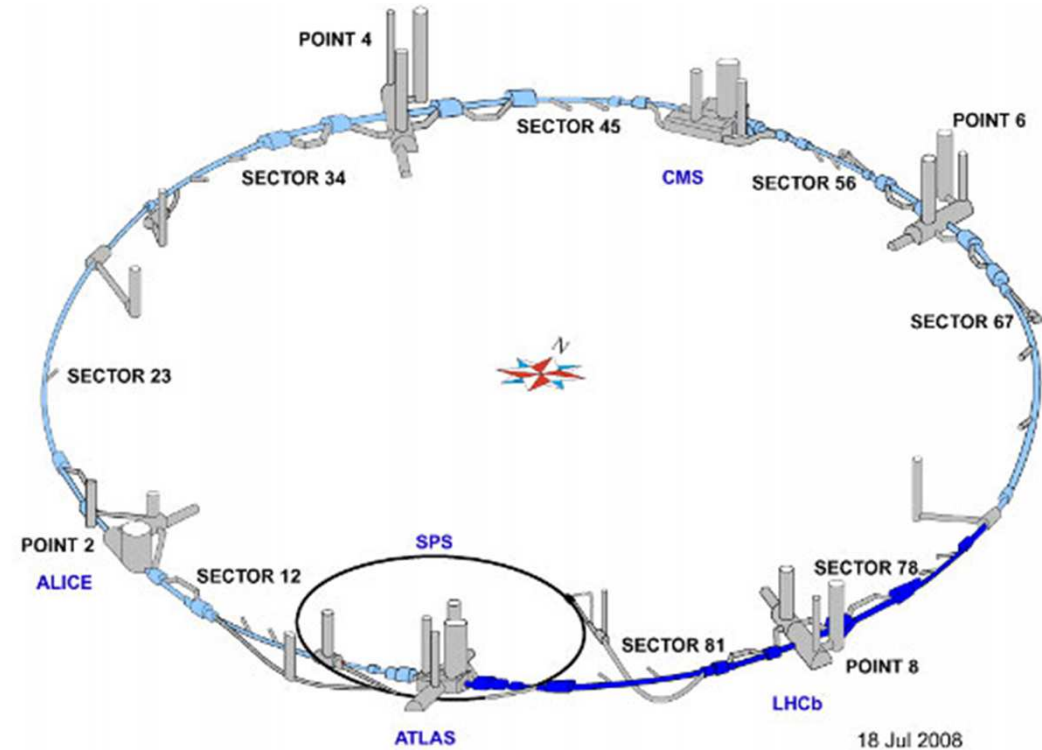 POINT 4
SECTOR 45
POINT 6
CMS
SECTOR 56
SECTOR 34
SECTOR 67
N
SECTOR 23
SPS
POINT 2
ALICE
SECTOR 12
SECTOR 78
SECTOR 81
POINT 8
LHCb
ATLAS
18 Jul 2008